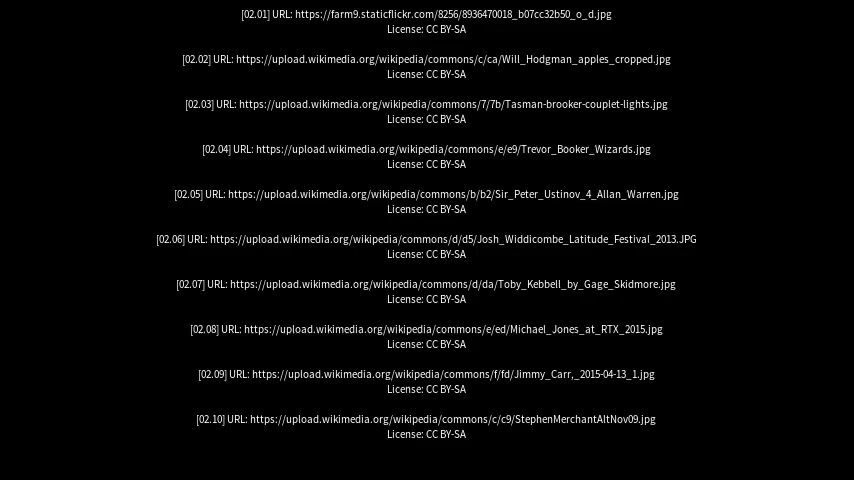 [02.01] URL: https://farm9.staticflickr.com/8256/8936470018_b07cc32b50_o_d.jpg
License: CC BY-SA
[02.02] URL: https://upload.wikimedia.org/wikipedia/commons/c/ca/Will_Hodgman_apples_cropped.jpg
License: CC BY-SA
[02.03] URL: https://upload.wikimedia.org/wikipedia/commons/7/7b/Tasman-brooker-couplet-lights.jpg
License: CC BY-SA
[02.04] URL: https://upload.wikimedia.org/wikipedia/commons/e/e9/Trevor_Booker_Wizards.jpg
License: CC BY-SA
[02.05] URL: https://upload.wikimedia.org/wikipedia/commons/b/b2/Sir_Peter_Ustinov_4_Allan_Warren.jpg
License: CC BY-SA
[02.06] URL: https://upload.wikimedia.org/wikipedia/commons/d/d5/Josh_Widdicombe_Latitude_Festival_2013.JPG
License: CC BY-SA
[02.07] URL: https://upload.wikimedia.org/wikipedia/commons/d/da/Toby_Kebbell_by_Gage_Skidmore.jpg
License: CC BY-SA
[02.08] URL: https://upload.wikimedia.org/wikipedia/commons/e/ed/Michael_Jones_at_RTX_2015.jpg
License: CC BY-SA
[02.09] URL: https://upload.wikimedia.org/wikipedia/commons/f/fd/Jimmy_Carr,_2015-04-13_1.jpg
License: CC BY-SA
[02.10] URL: https://upload.wikimedia.org/wikipedia/commons/c/c9/StephenMerchantAltNov09.jpg
License: CC BY-SA